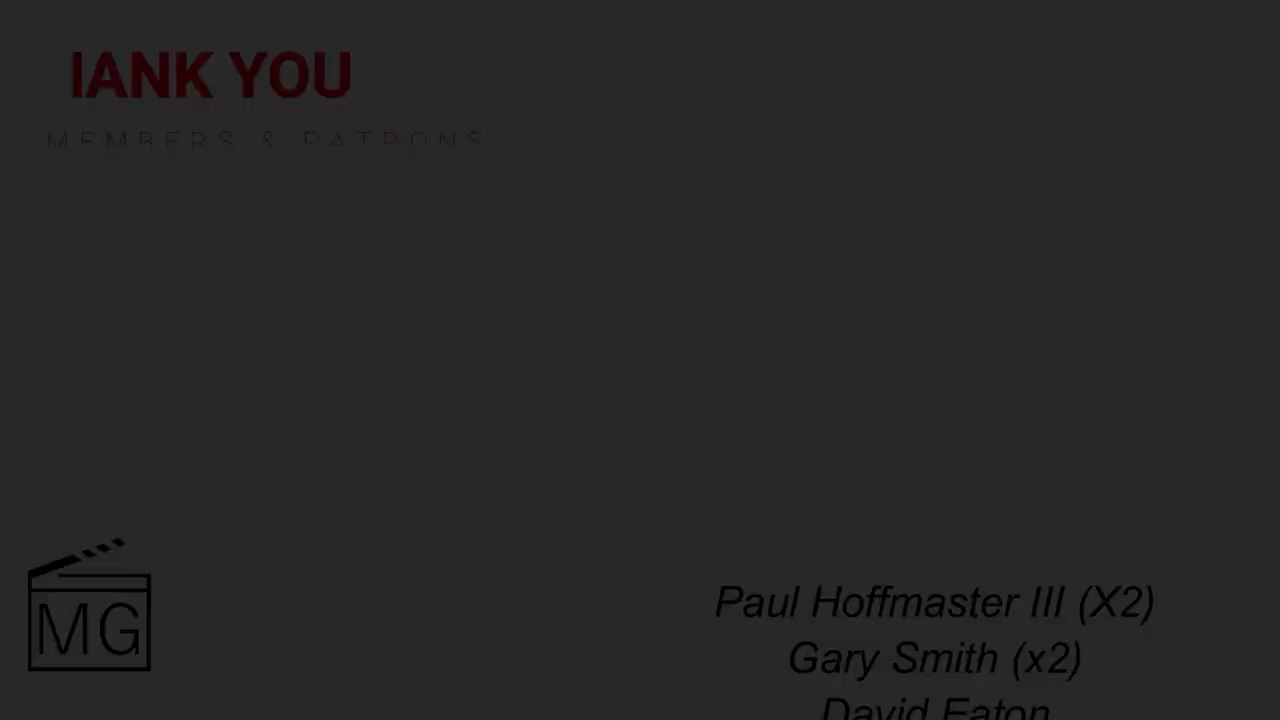 IANK YOU
MEMBERS & PATRONS
MG
Paul Hoffmaster III (X2)
Gary Smith (x2)
David Eaton